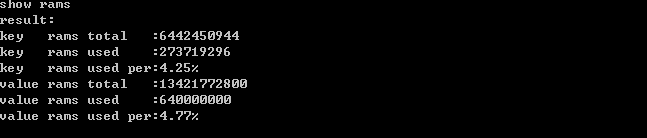 show rams
result:
key   rams total   :6442450944
key   rams used    :273719296
key   rams used per:4.25%
value rams total   :13421772800
value rams used    :640000000
value rams used per:4.77%